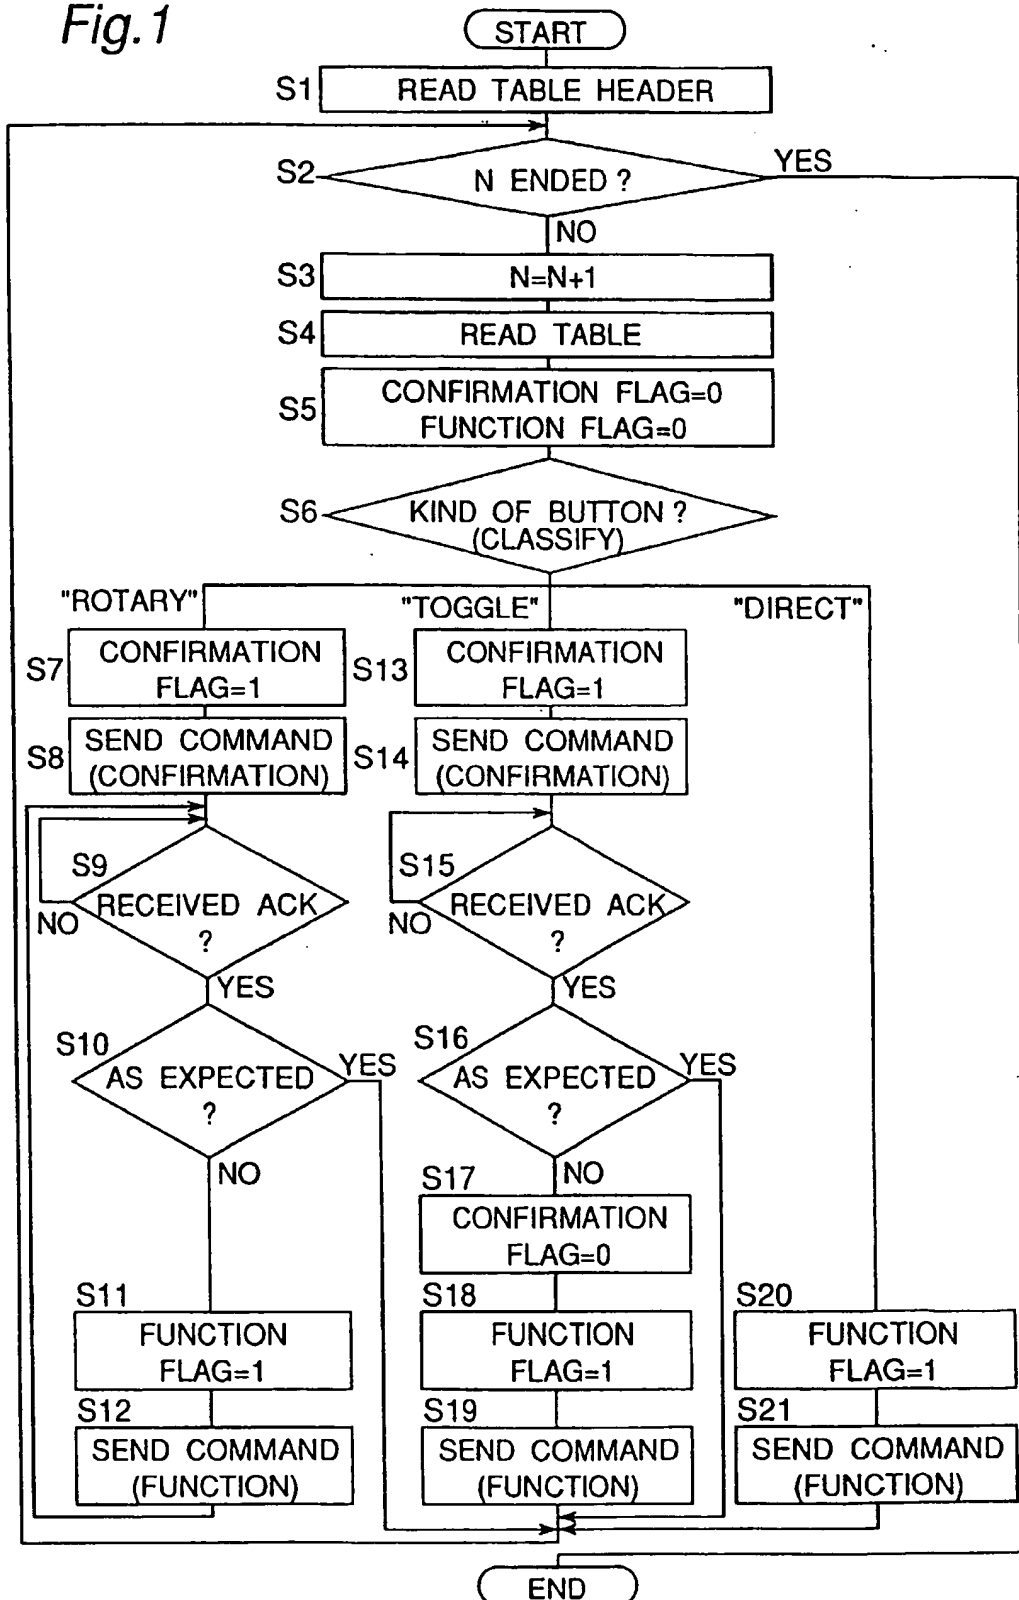 Fig.1
START
S1 READ TABLE HEADER
S2 N ENDED ? YES
NO
S3 N=N+1
S4 READ TABLE
S5 CONFIRMATION FLAG=0
FUNCTION FLAG=0
S6 KIND OF BUTTON ?
(CLASSIFY)
"ROTARY" "TOGGLE" "DIRECT"
S7 CONFIRMATION
FLAG=1
S13 CONFIRMATION
FLAG=1
S8 SEND COMMAND
(CONFIRMATION)
S14 SEND COMMAND
(CONFIRMATION)
S9
RECEIVED ACK
?
NO
YES
S15
RECEIVED ACK
?
NO
YES
S10
AS EXPECTED
?
YES
NO
S16
AS EXPECTED
?
YES
NO
S17
CONFIRMATION
FLAG=0
S11
FUNCTION
FLAG=1
S18
FUNCTION
FLAG=1
S20
FUNCTION
FLAG=1
S12
SEND COMMAND
(FUNCTION)
S19
SEND COMMAND
(FUNCTION)
S21
SEND COMMAND
(FUNCTION)
END